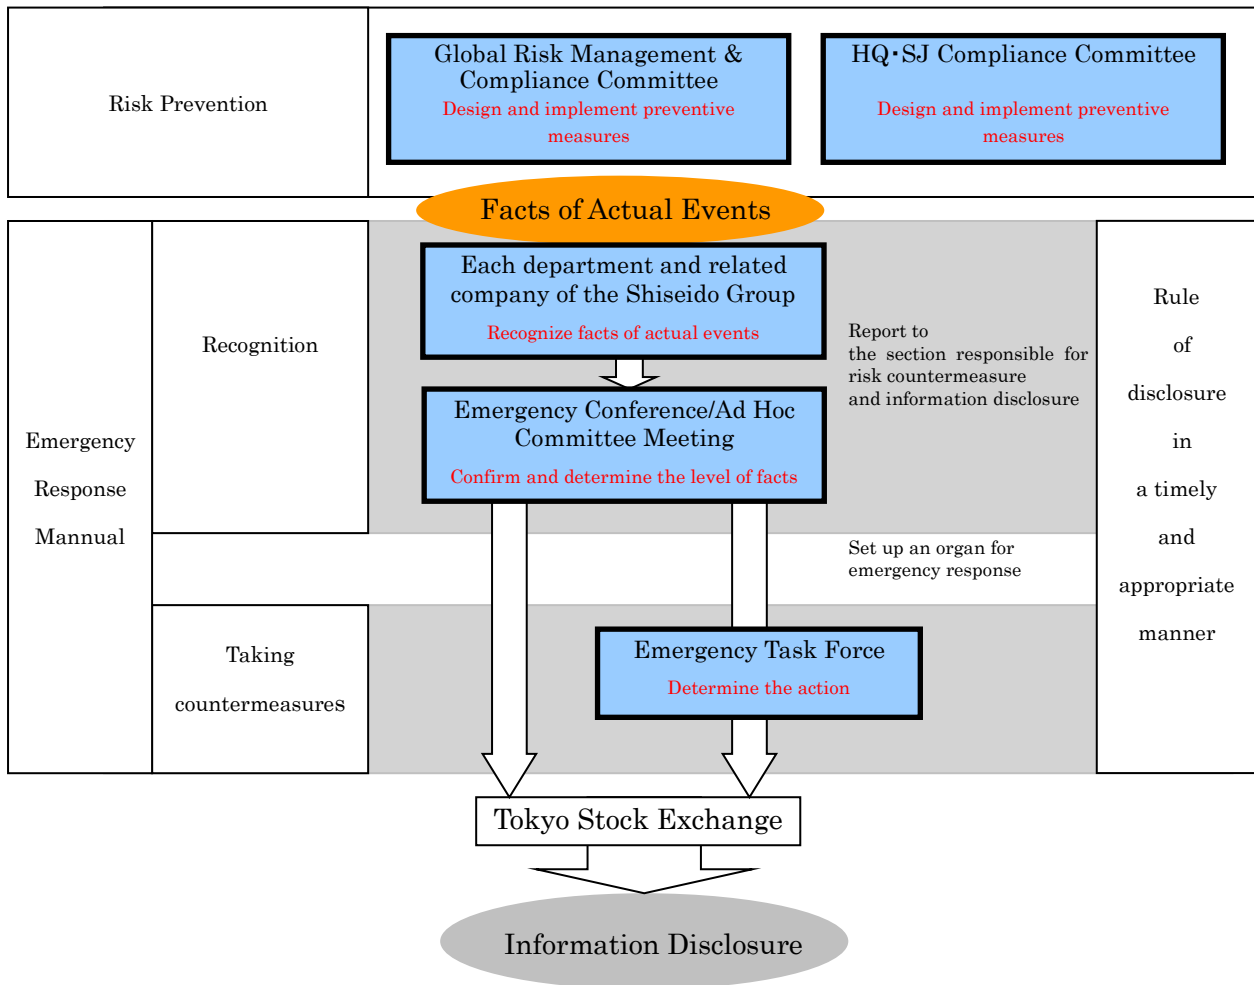 Risk Prevention
Global Risk Management &
Compliance Committee
Design and implement preventive
measures
HQ・SJ Compliance Committee
Design and implement preventive
measures
Facts of Actual Events
Emergency
Response
Mannual
Recognition
Each department and related
company of the Shiseido Group
Recognize facts of actual events
Report to
the section responsible for
risk countermeasure
and information disclosure
Emergency Conference/Ad Hoc
Committee Meeting
Confirm and determine the level of facts
Set up an organ for
emergency response
Taking
countermeasures
Emergency Task Force
Determine the action
Rule
of
disclosure
in
a timely
and
appropriate
manner
Tokyo Stock Exchange
Information Disclosure